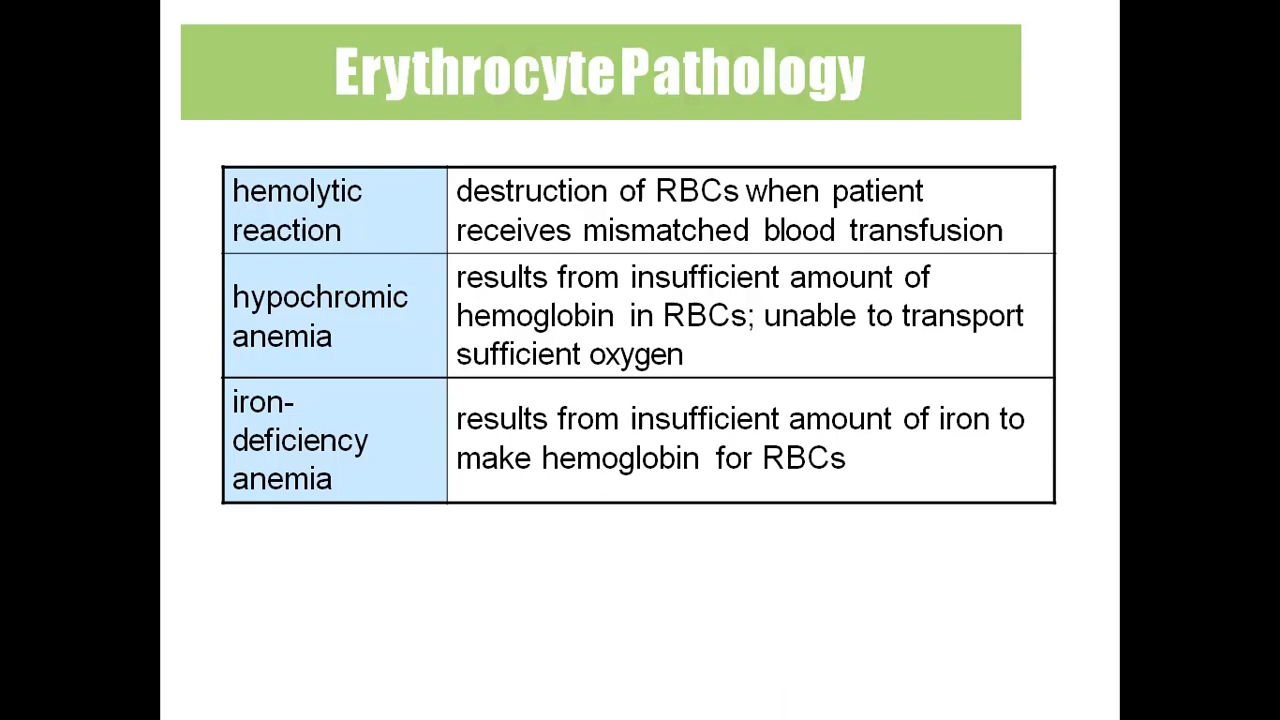 Erythrocyte Pathology
hemolytic
reaction
destruction of RBCs when patient
receives mismatched blood transfusion
hypochromic
anemia
results from insufficient amount of
hemoglobin in RBCs; unable to transport
sufficient oxygen
iron-
deficiency
anemia
results from insufficient amount of iron to
make hemoglobin for RBCs